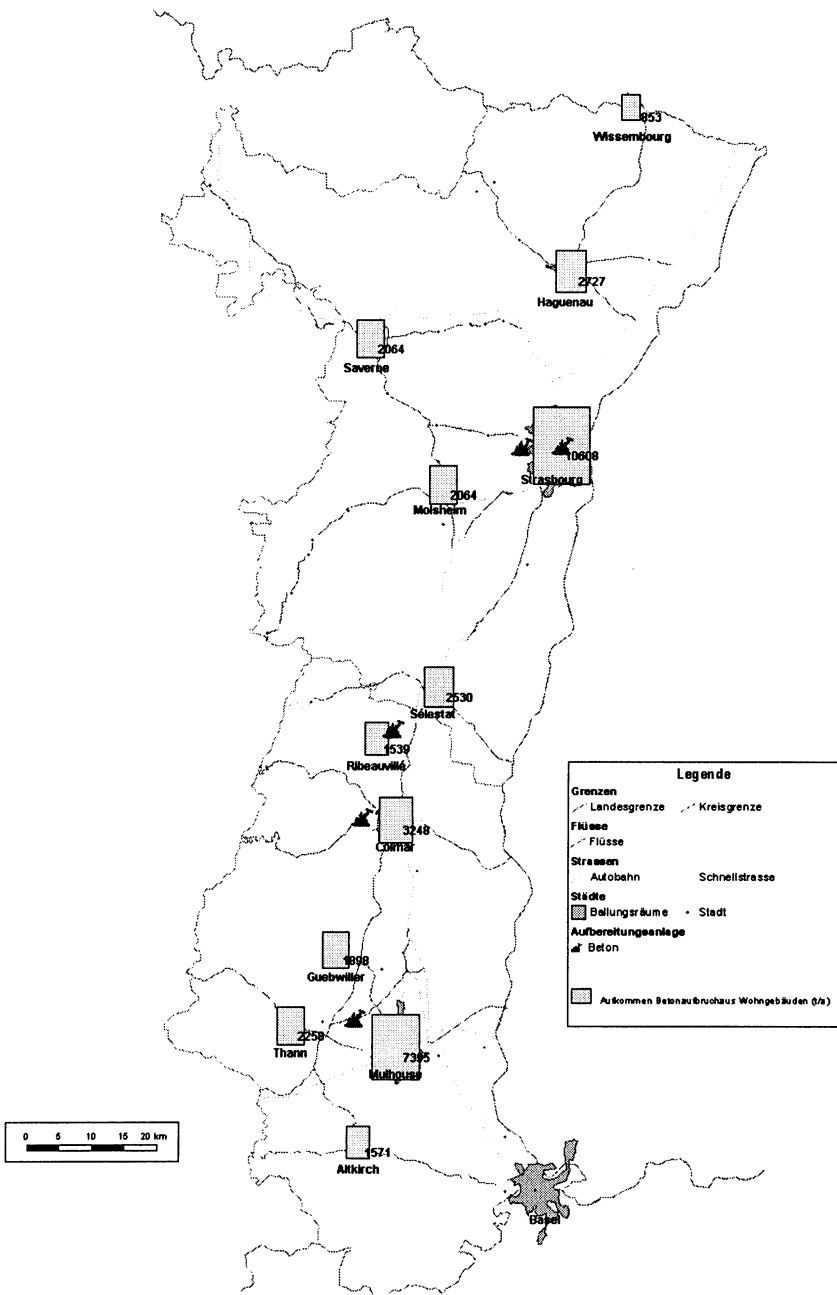 853
Wissembourg
2727
Haguenau
2064
Saverne
10608
Strasbourg
2064
Molsheim
2530
Sélestat
1539
Ribeauvillé
3248
Colmar
1898
Guebwiller
2258
Thann
7395
Mulhouse
1571
Altkirch
Basel
0 5 10 15 20 km
Legende
Grenzen
Landesgrenze Kreisgrenze
Flüsse
Flüsse
Strassen
Autobahn Schnellstrasse
Städte
Ballungsräume Stadt
Aufbereitungsanlage
Beton
Aufkommen Betonaufbruch aus Wohngebäuden (t/a)